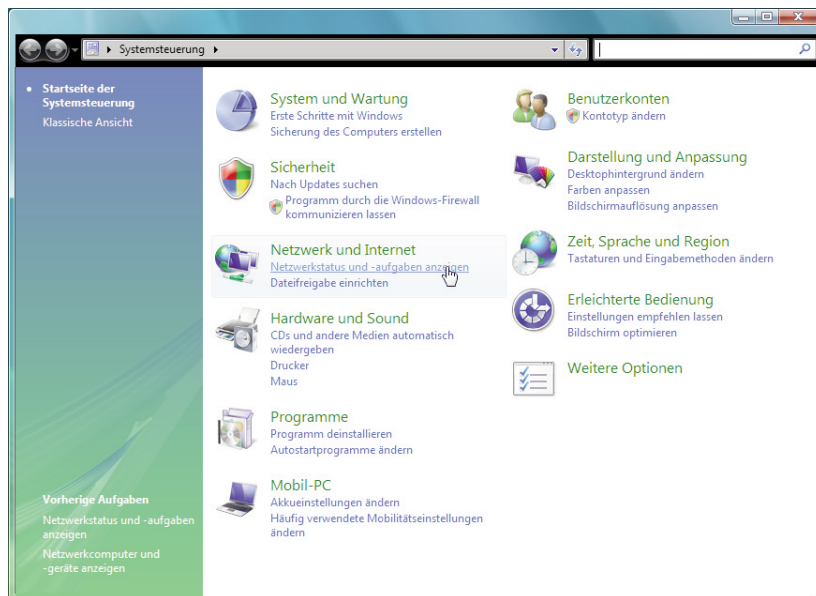 Systemsteuerung
Startseite der
Systemsteuerung
Klassische Ansicht
System und Wartung
Erste Schritte mit Windows
Sicherung des Computers erstellen
Sicherheit
Nach Updates suchen
Programm durch die Windows-Firewall
kommunizieren lassen
Netzwerk und Internet
Netzwerkstatus und -aufgaben anzeigen
Dateifreigabe einrichten
Hardware und Sound
CDs und andere Medien automatisch
wiedergeben
Drucker
Maus
Programme
Programm deinstallieren
Autostartprogramme ändern
Mobil-PC
Akkueinstellungen ändern
Häufig verwendete Mobilitätseinstellungen
ändern
Benutzerkonten
Kontotyp ändern
Darstellung und Anpassung
Desktophintergrund ändern
Farben anpassen
Bildschirmauflösung anpassen
Zeit, Sprache und Region
Tastaturen und Eingabemethoden ändern
Erleichterte Bedienung
Einstellungen empfehlen lassen
Bildschirm optimieren
Weitere Optionen
Vorherige Aufgaben
Netzwerkstatus und -aufgaben
anzeigen
Netzwerkcomputer und
-geräte anzeigen